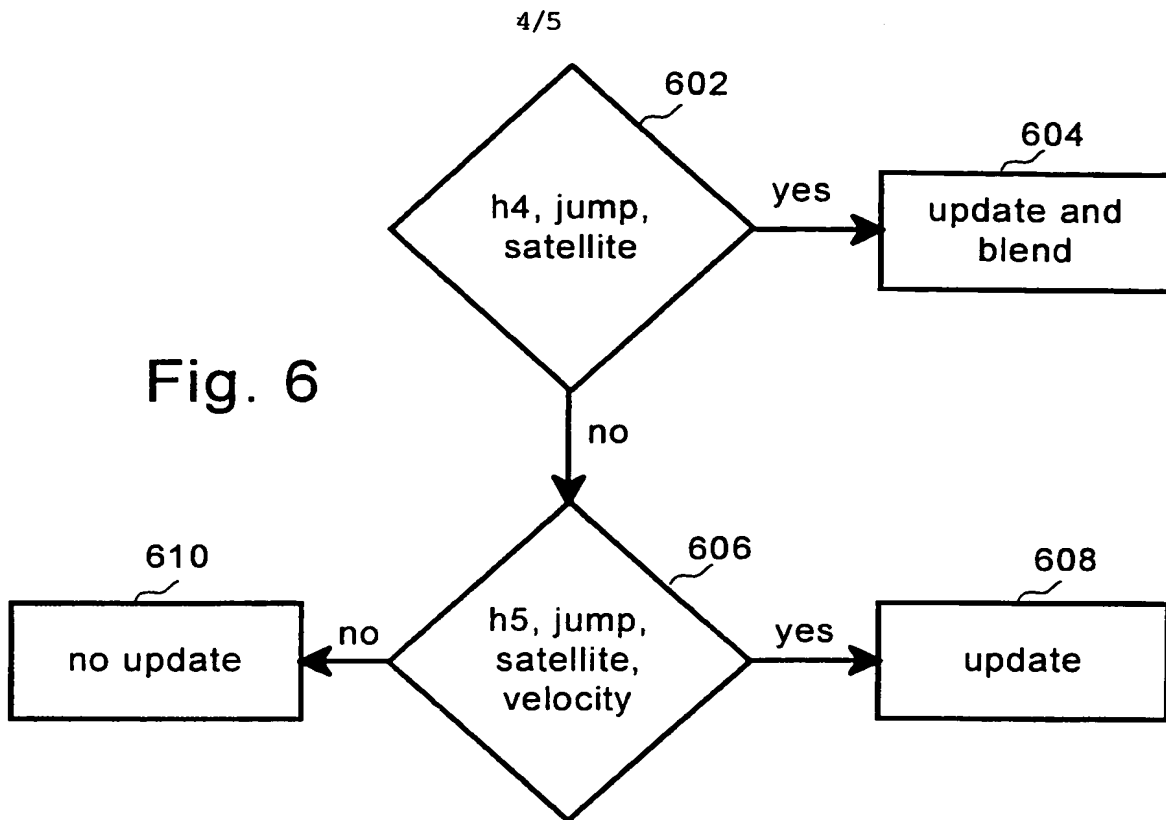 4/5
602
h4, jump,
satellite
yes
604
update and
blend
Fig. 6
no
606
h5, jump,
satellite,
velocity
610
no update
no
yes
608
update